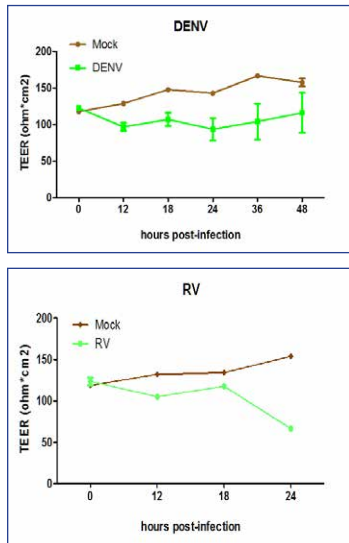 DENV
200
Mock
DENV
150
100
50
0
TEER (ohm*cm2)
0 12 18 24 36 48
hours post-infection
RV
200
Mock
RV
150
100
50
0
TEER (ohm*cm2)
0 12 18 24
hours post-infection